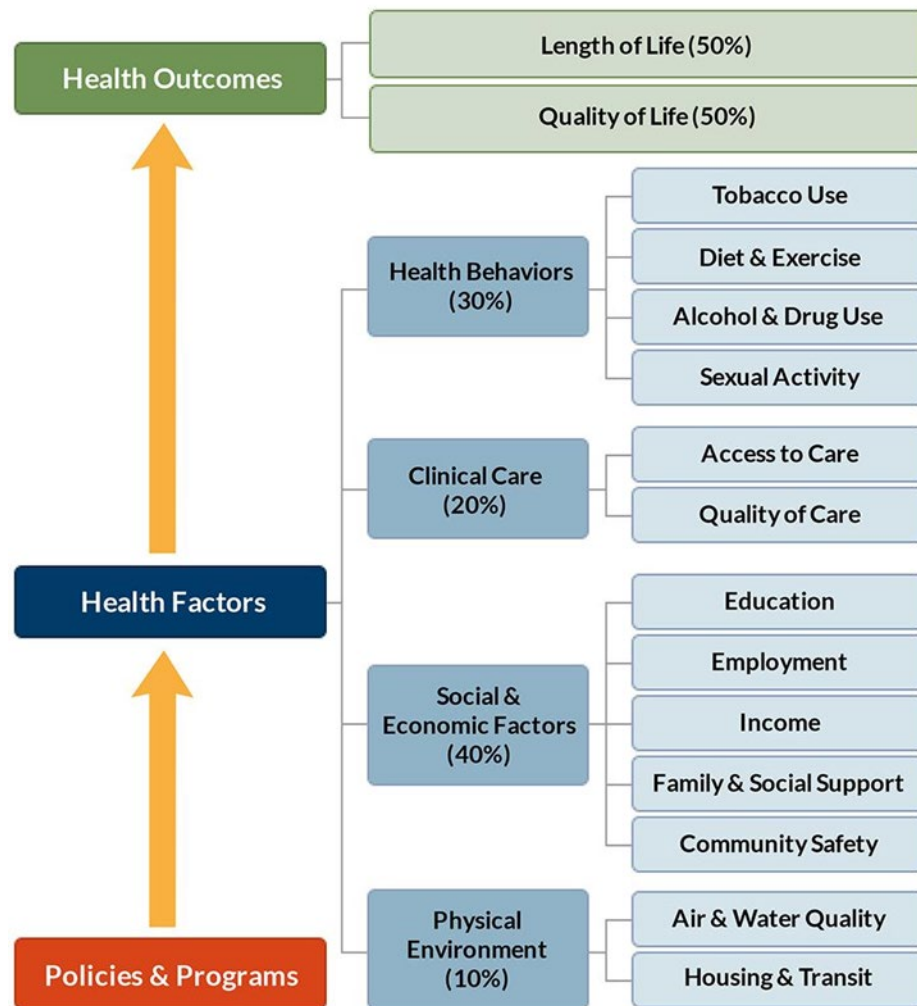 Health Outcomes
Length of Life (50%)
Quality of Life (50%)
Health Factors
Health Behaviors
(30%)
Tobacco Use
Diet & Exercise
Alcohol & Drug Use
Sexual Activity
Clinical Care
(20%)
Access to Care
Quality of Care
Social &
Economic Factors
(40%)
Education
Employment
Income
Family & Social Support
Community Safety
Physical
Environment
(10%)
Air & Water Quality
Housing & Transit
Policies & Programs